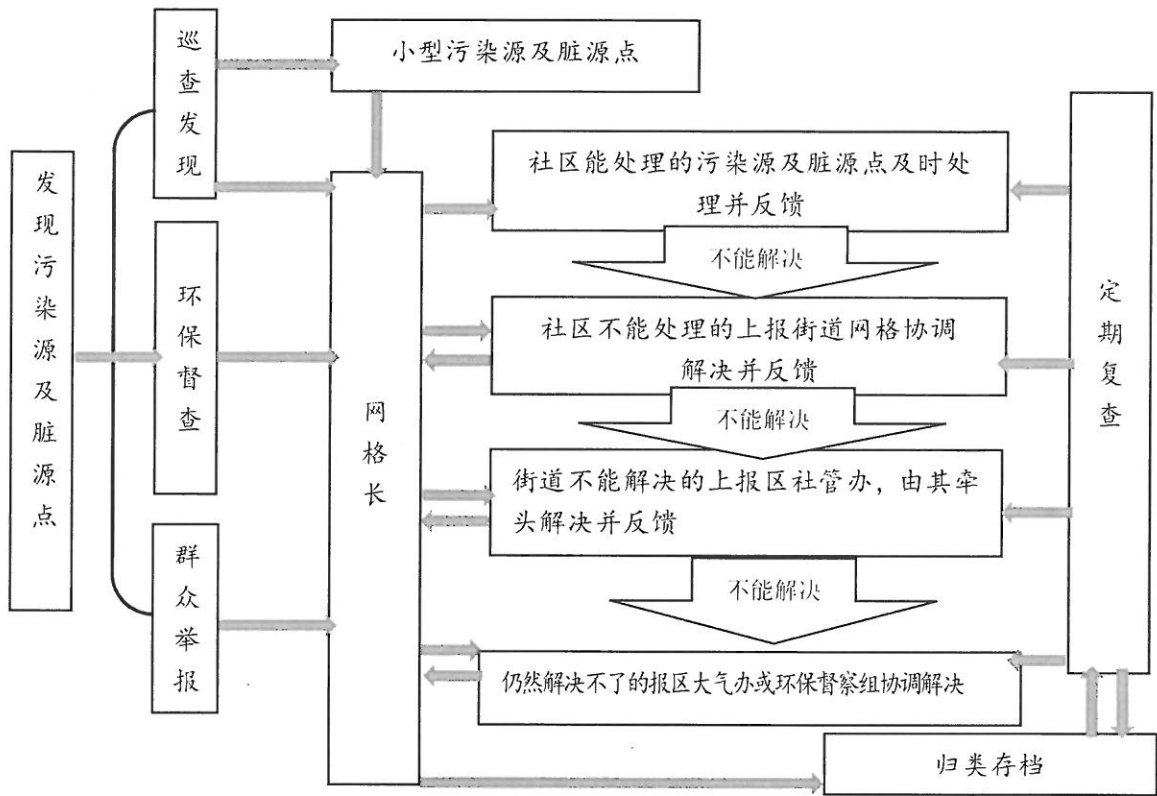 发现污染源及脏源点
巡查发现
环保督查
群众举报
小型污染源及脏源点
网格长
社区能处理的污染源及脏源点及时处
理并反馈
不能解决
社区不能处理的上报街道网格协调
解决并反馈
不能解决
街道不能解决的上报区社管办，由其牵
头解决并反馈
不能解决
仍然解决不了的报区大气办或环保督察组协调解决
定期复查
归类存档